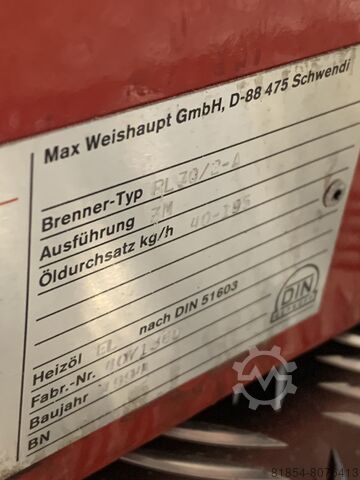 Max Weishaupt GmbH, D-88 475 Schwendi
Brenner-Typ RL30/2-A
Ausführung ZM
Öldurchsatz kg/h 40-195
Heizöl EL nach DIN 51603
Fabr.-Nr.
Baujahr
BN
DIN
81854-8076413